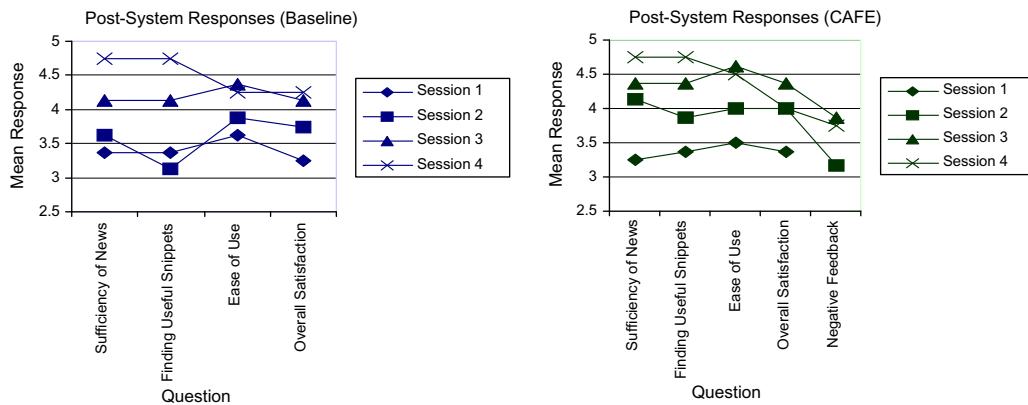 Post-System Responses (Baseline)
5
4.5
4
3.5
3
2.5
Mean Response
Sufficiency of News
Finding Useful Snippets
Ease of Use
Overall Satisfaction
Question
Session 1
Session 2
Session 3
Session 4
Post-System Responses (CAFE)
5
4.5
4
3.5
3
2.5
Mean Response
Sufficiency of News
Finding Useful Snippets
Ease of Use
Overall Satisfaction
Negative Feedback
Question
Session 1
Session 2
Session 3
Session 4